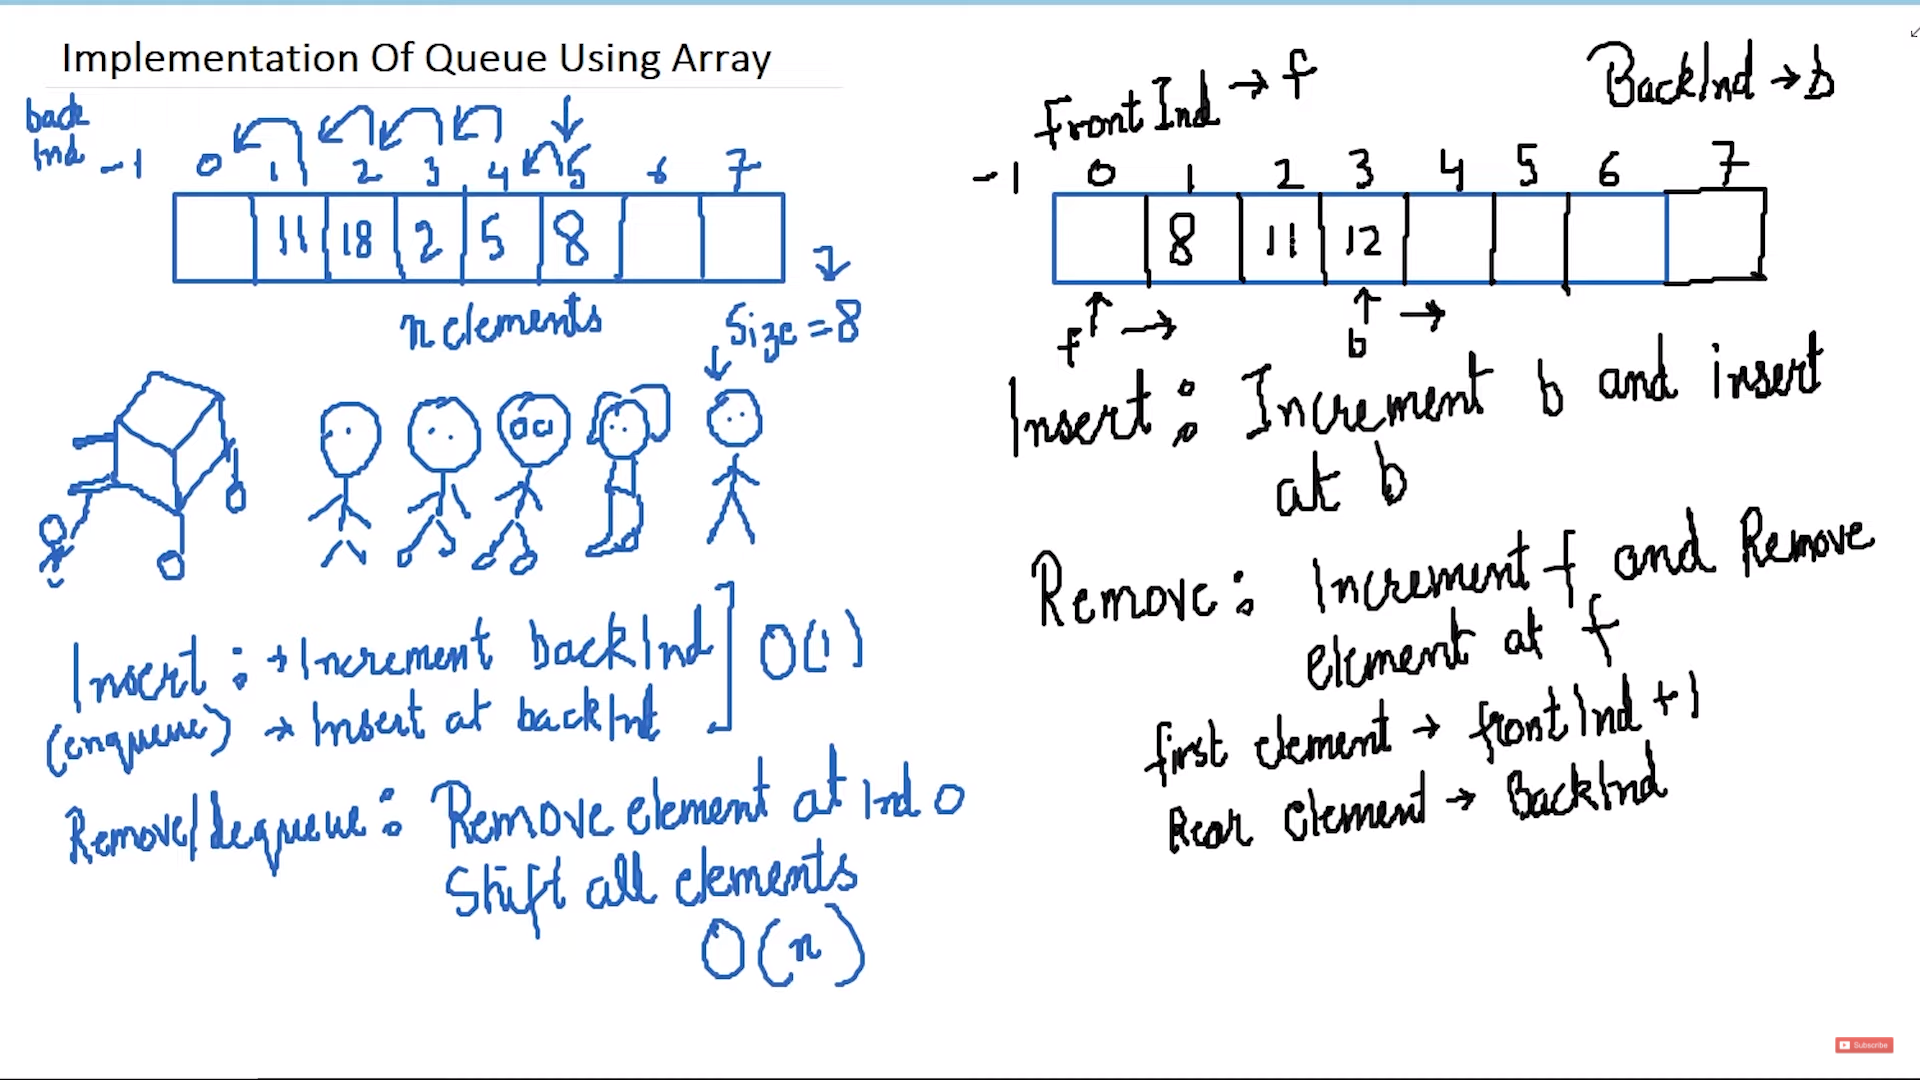 Implementation Of Queue Using Array
back
Ind
-1 0 1 2 3 4 5 6 7
11 18 2 5 8
n elements
Size = 8
Insert : → Increment backInd ] O(1)
(enqueue) → Insert at backInd
Remove/dequeue : Remove element at Ind 0
Shift all elements
O(n)
FrontInd → f
BackInd → b
-1 0 1 2 3 4 5 6 7
8 11 12
f → b →
Insert : Increment b and insert
at b
Remove : Increment f and Remove
element at f
first element → frontInd + 1
Rear element → BackInd
Subscribe